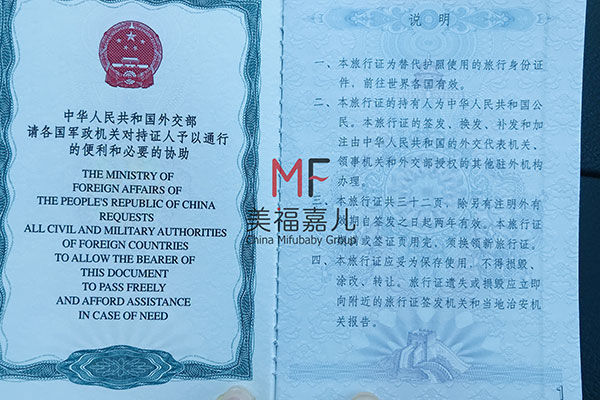 中华人民共和国外交部
请各国军政机关对持证人予以通行
的便利和必要的协助
THE MINISTRY OF
FOREIGN AFFAIRS OF
THE PEOPLE'S REPUBLIC OF CHINA
REQUESTS
ALL CIVIL AND MILITARY AUTHORITIES
OF FOREIGN COUNTRIES
TO ALLOW THE BEARER OF
THIS DOCUMENT
TO PASS FREELY
AND AFFORD ASSISTANCE
IN CASE OF NEED
说明
一、本旅行证为替代护照使用的旅行身份证
件，前往世界各国有效。
二、本旅行证的持有人为中华人民共和国公
民。本旅行证的签发、换发、补发和加
注由中华人民共和国的外交代表机关、
领事机关和外交部授权的其他驻外机构
办理。
三、本旅行证共三十二页，除另有注明外有
效期自签发之日起两年有效。本旅行证
或签证页用完，须换领新旅行证。
四、本旅行证应妥为保存使用，不得损毁、
涂改、转让。旅行证遗失或损毁应立即
向附近的旅行证签发机关和当地治安机
关报告。
MF
美福嘉儿
China Mifubaby Group
1